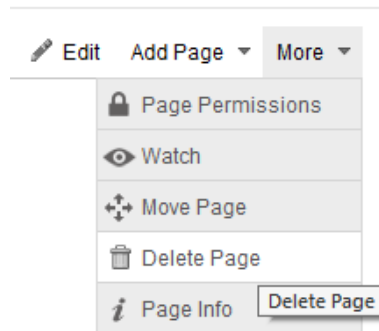 Edit Add Page More
Page Permissions
Watch
Move Page
Delete Page
Page Info
Delete Page